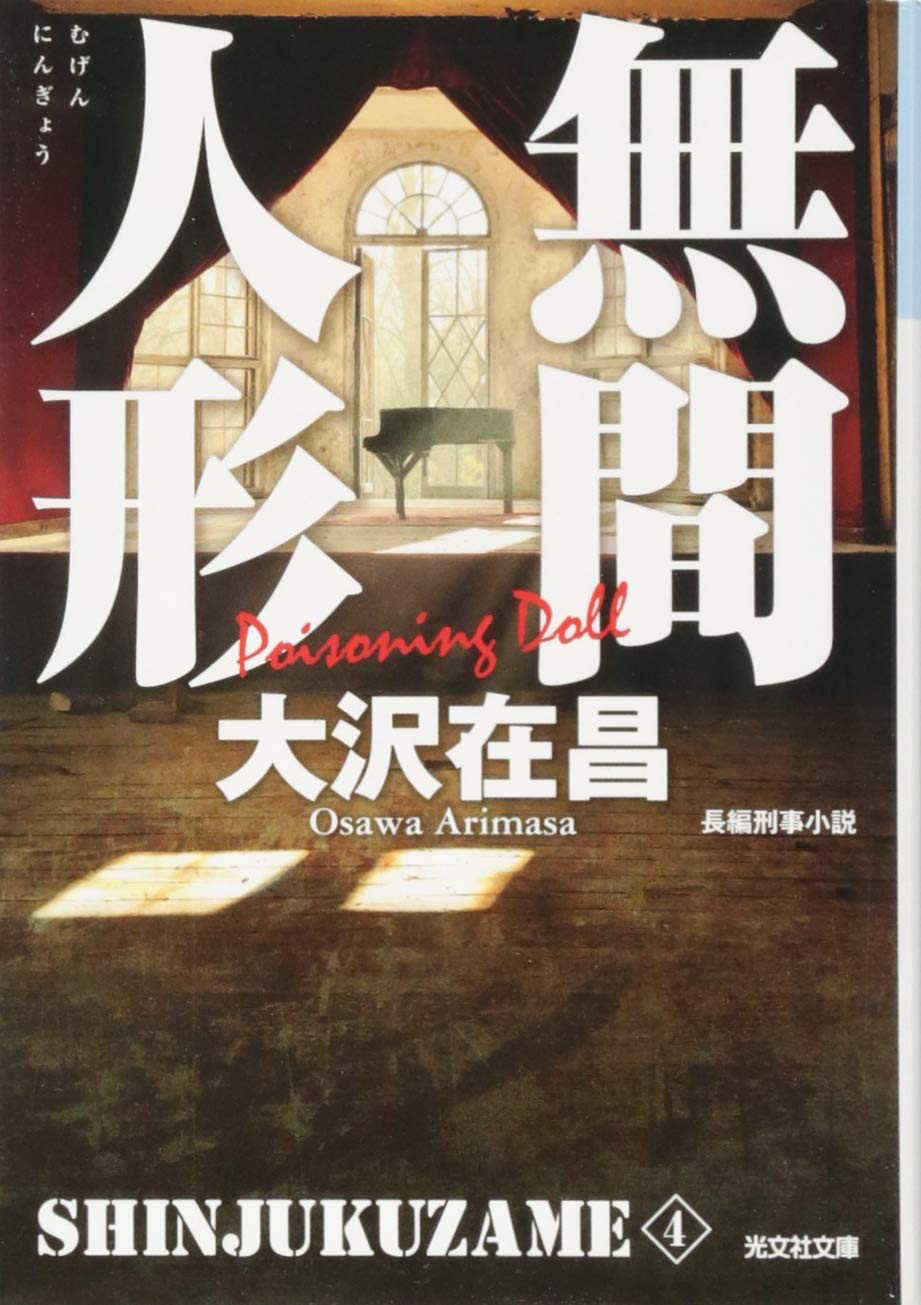 無間
人形
むげん
にんぎょう
Poisoning Doll
大沢在昌
Osawa Arimasa
長編刑事小説
SHINJUKUZAME 4
光文社文庫